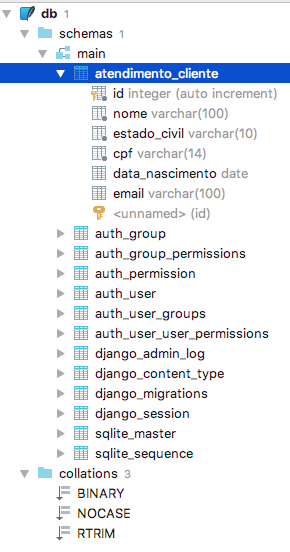 db 1
schemas 1
main
atendimento_cliente
id integer (auto increment)
nome varchar(100)
estado_civil varchar(10)
cpf varchar(14)
data_nascimento date
email varchar(100)
<unnamed> (id)
auth_group
auth_group_permissions
auth_permission
auth_user
auth_user_groups
auth_user_user_permissions
django_admin_log
django_content_type
django_migrations
django_session
sqlite_master
sqlite_sequence
collations 3
BINARY
NOCASE
RTRIM